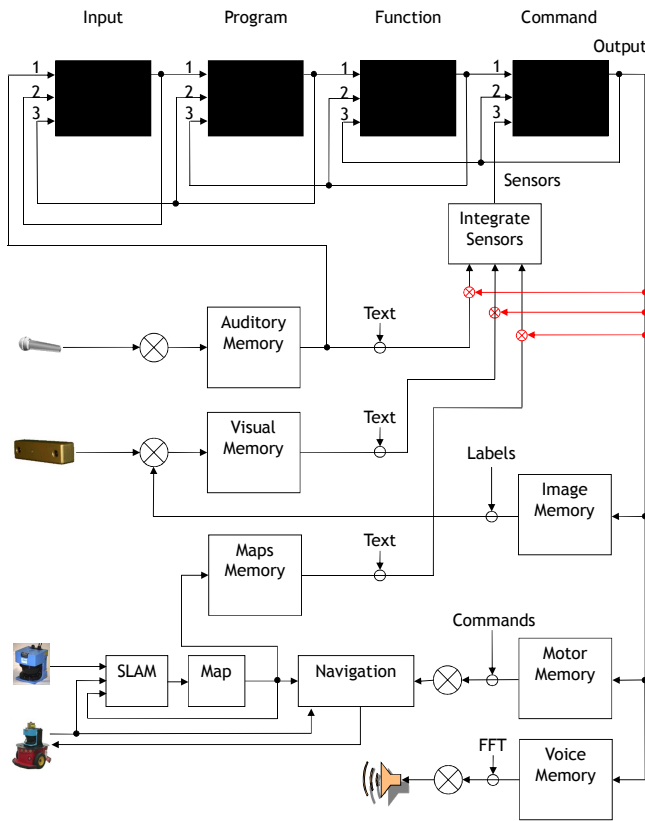 Input Program Function Command
Output
1 1 1 1
2 2 2 2
3 3 3 3
Sensors
Integrate
Sensors
Text
Auditory
Memory
Text
Visual
Memory
Labels
Image
Memory
Text
Maps
Memory
Commands
SLAM Map Navigation Motor
Memory
FFT
Voice
Memory